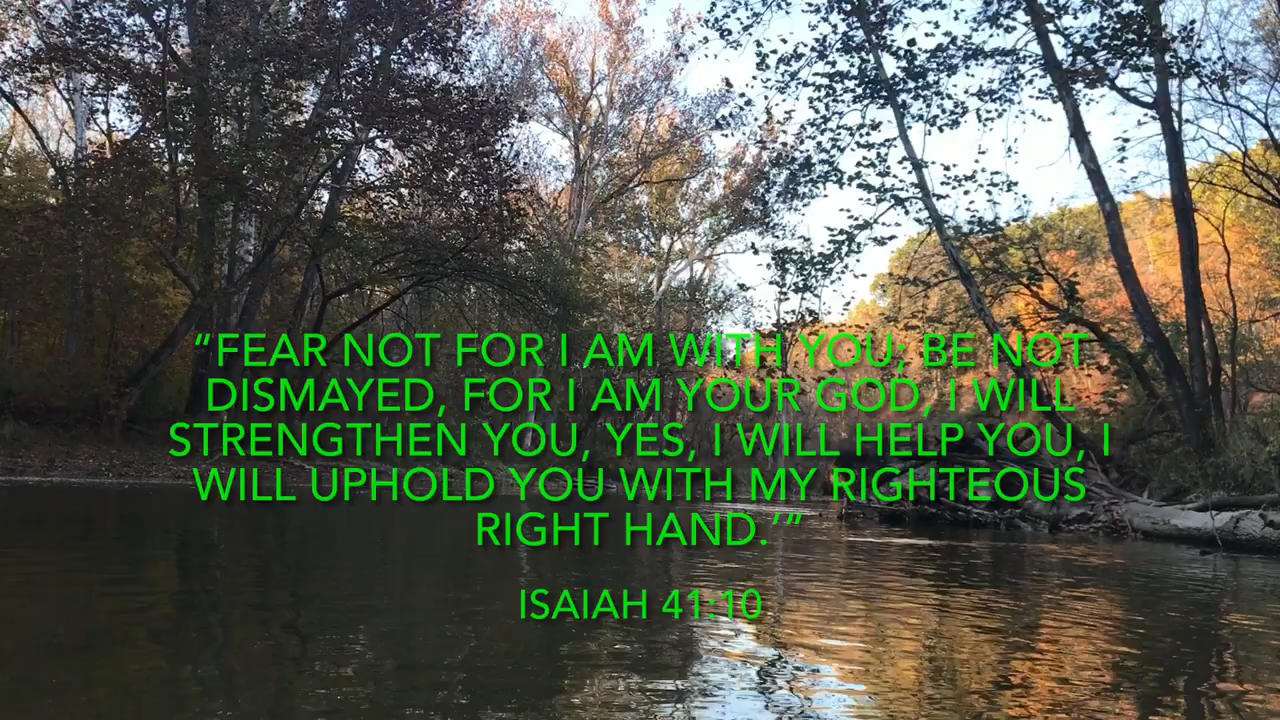 “FEAR NOT FOR I AM WITH YOU; BE NOT
DISMAYED, FOR I AM YOUR GOD, I WILL
STRENGTHEN YOU, YES, I WILL HELP YOU, I
WILL UPHOLD YOU WITH MY RIGHTEOUS
RIGHT HAND.’”
ISAIAH 41:10